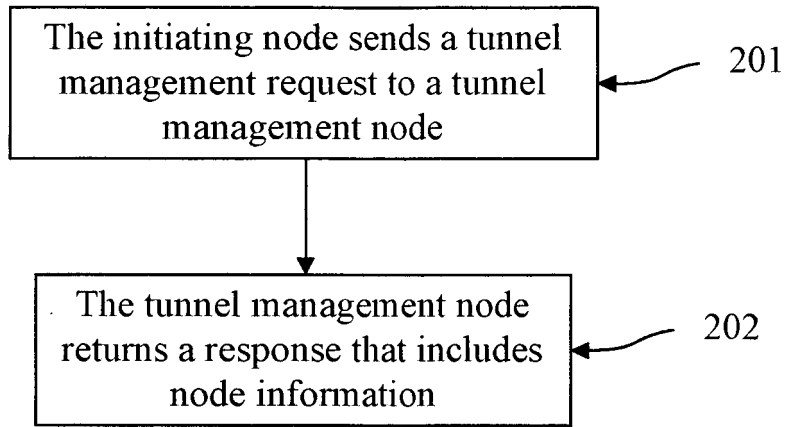 The initiating node sends a tunnel
management request to a tunnel
management node
201
The tunnel management node
returns a response that includes
node information
202